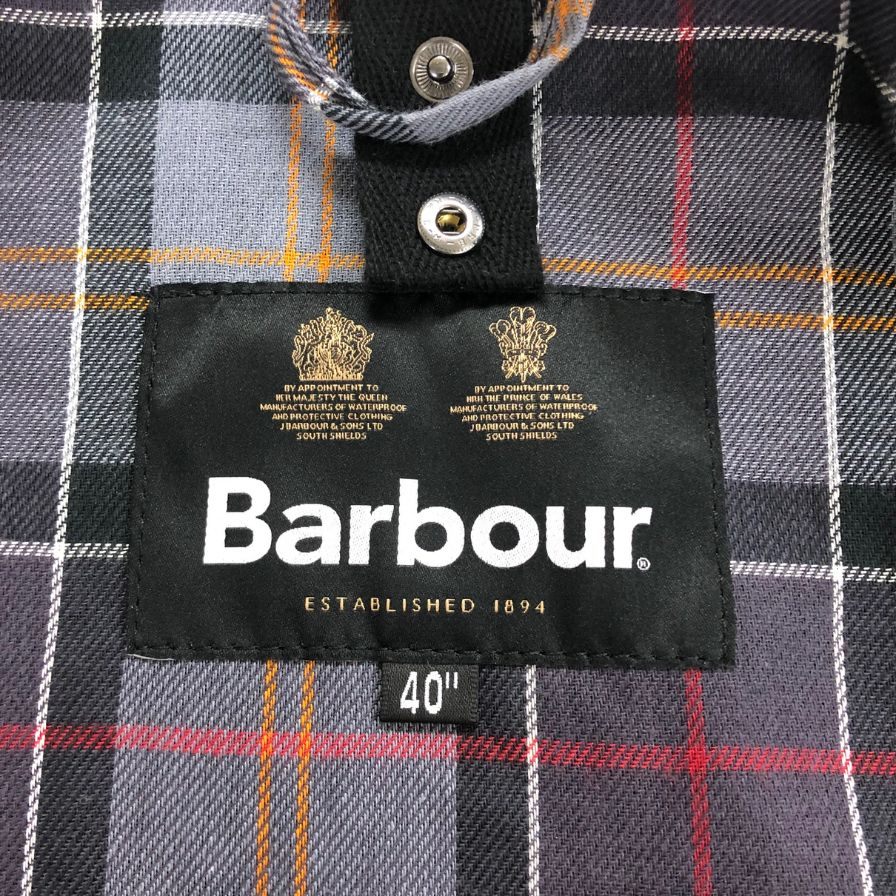 BY APPOINTMENT TO
HER MAJESTY THE QUEEN
MANUFACTURERS OF WATERPROOF
AND PROTECTIVE CLOTHING
J BARBOUR & SONS LTD
SOUTH SHIELDS
BY APPOINTMENT TO
HRH THE PRINCE OF WALES
MANUFACTURERS OF WATERPROOF
AND PROTECTIVE CLOTHING
J BARBOUR & SONS LTD
SOUTH SHIELDS
Barbour®
ESTABLISHED 1894
40"